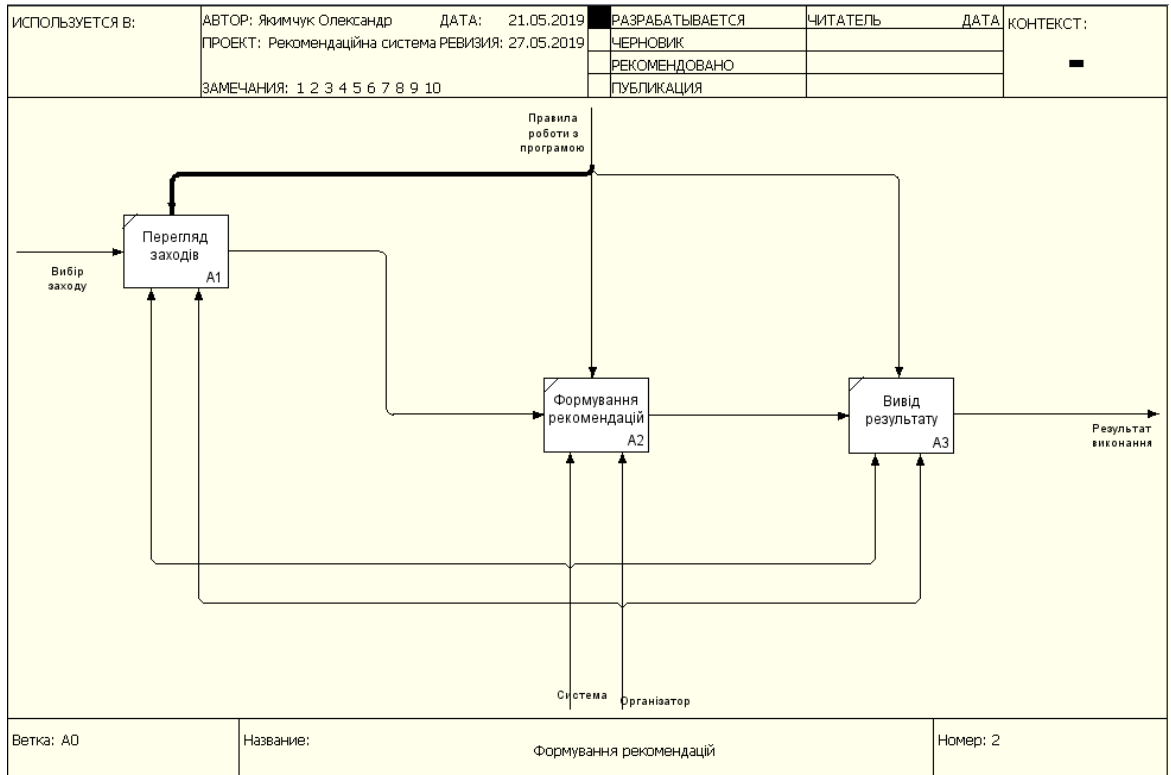 ИСПОЛЬЗУЕТСЯ В:
АВТОР: Якимчук Олександр ДАТА: 21.05.2019
ПРОЕКТ: Рекомендаційна система РЕВИЗИЯ: 27.05.2019
ЗАМЕЧАНИЯ: 1 2 3 4 5 6 7 8 9 10
РАЗРАБАТЫВАЕТСЯ
ЧЕРНОВИК
РЕКОМЕНДОВАНО
ПУБЛИКАЦИЯ
ЧИТАТЕЛЬ ДАТА
КОНТЕКСТ:
Правила
роботи з
програмою
Перегляд
заходів
A1
Вибір
заходу
Формування
рекомендацій
A2
Вивід
результату
A3
Результат
виконання
Система
Організатор
Ветка: A0
Название:
Формування рекомендацій
Номер: 2